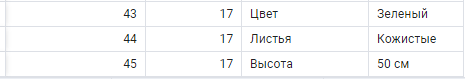 43 17 Цвет Зеленый
44 17 Листья Кожистые
45 17 Высота 50 см